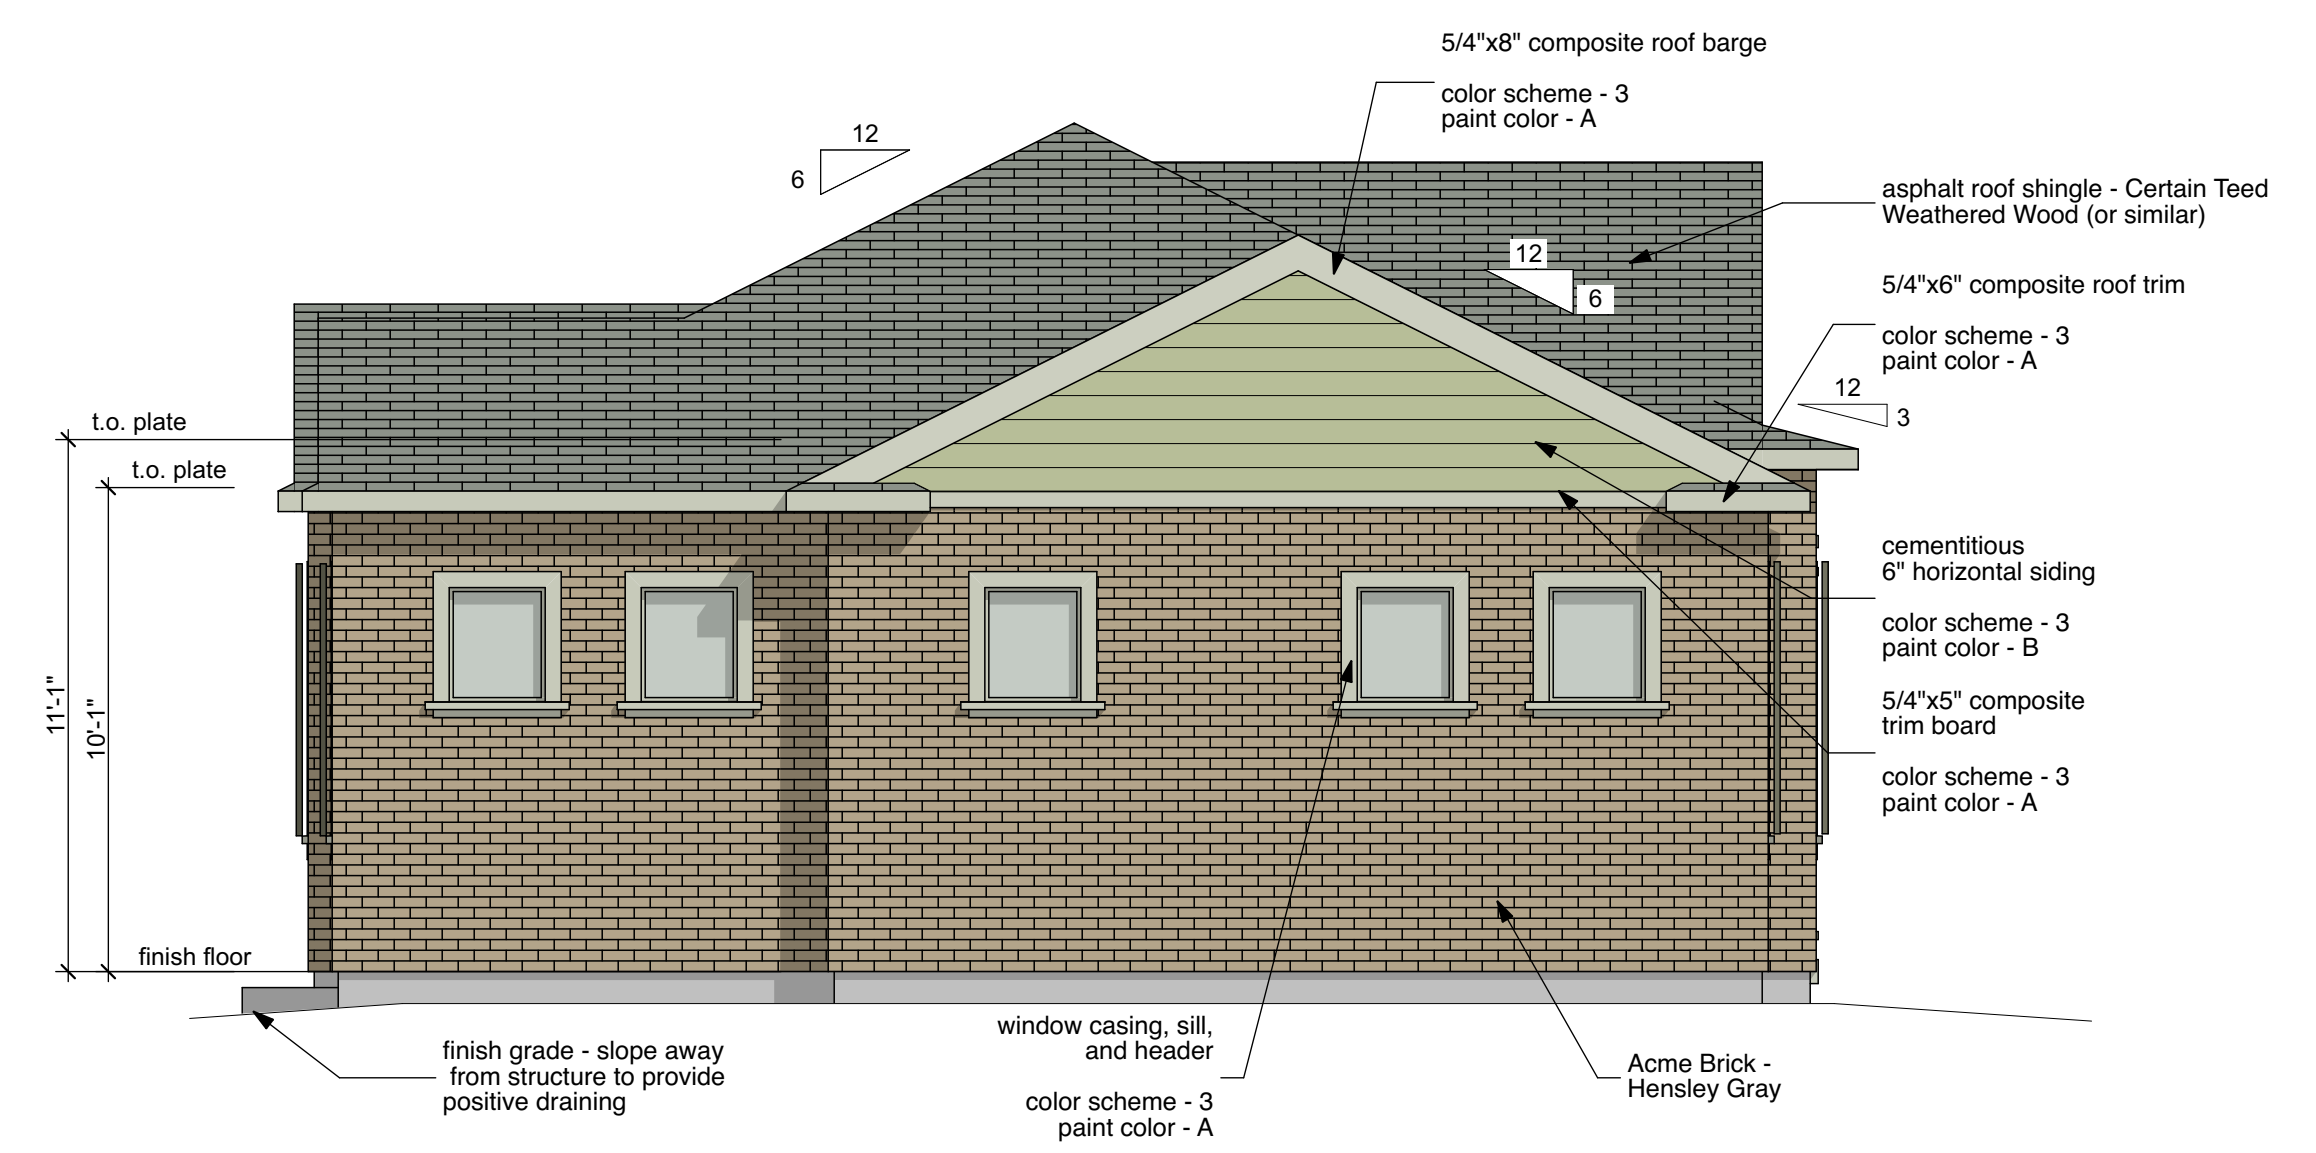 5/4"x8" composite roof barge
color scheme - 3
paint color - A
12
6
asphalt roof shingle - Certain Teed
Weathered Wood (or similar)
12
6
5/4"x6" composite roof trim
color scheme - 3
paint color - A
12
3
t.o. plate
t.o. plate
11'-1"
10'-1"
cementitious
6" horizontal siding
color scheme - 3
paint color - B
5/4"x5" composite
trim board
color scheme - 3
paint color - A
finish floor
finish grade - slope away
from structure to provide
positive draining
window casing, sill,
and header
color scheme - 3
paint color - A
Acme Brick -
Hensley Gray